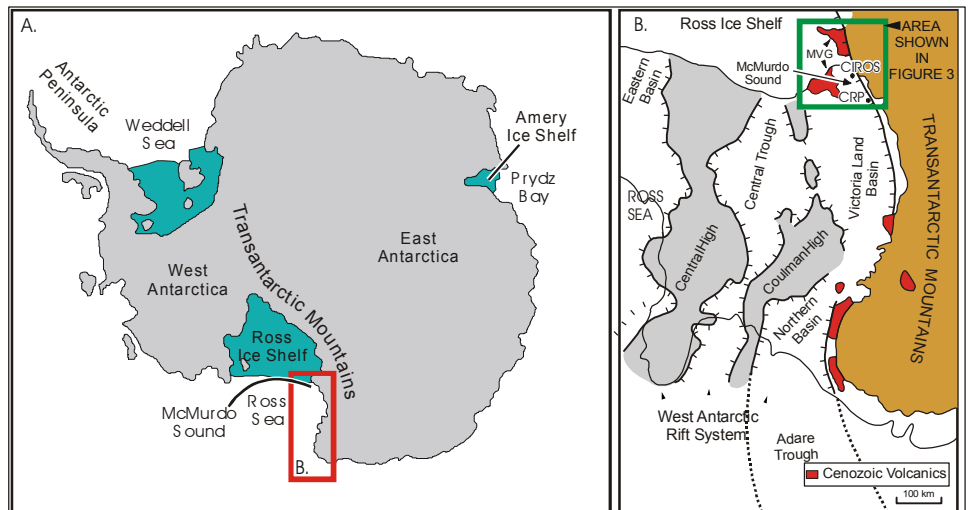 A.
Antarctic
Peninsula
Weddell
Sea
Amery
Ice Shelf
Prydz
Bay
Transantarctic Mountains
East
Antarctica
West
Antarctica
Ross
Ice Shelf
McMurdo
Sound
Ross
Sea
B.
B.
Ross Ice Shelf
AREA
SHOWN
IN
FIGURE 3
MVG
CIROS
McMurdo
Sound
CRP
Eastern
Basin
Central Trough
Victoria Land
Basin
ROSS
SEA
CentralHigh
CoulmanHigh
Northern
Basin
TRANSANTARCTIC MOUNTAINS
West Antarctic
Rift System
Adare
Trough
Cenozoic Volcanics
100 km